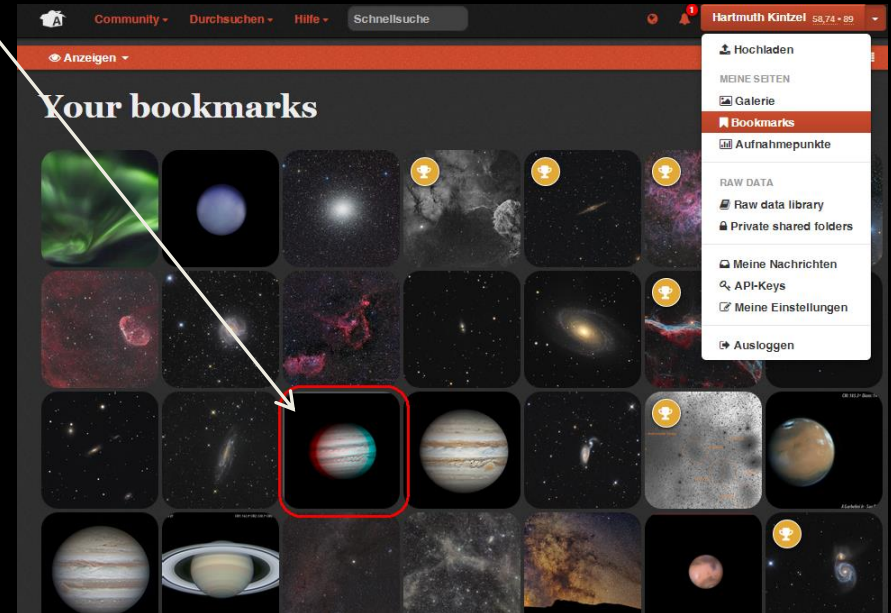 Community
Durchsuchen
Hilfe
Schnellsuche
1
Hartmuth Kintzel 58,74 • 89
Anzeigen
Hochladen
MEINE SEITEN
Galerie
Bookmarks
Aufnahmepunkte
RAW DATA
Raw data library
Private shared folders
Meine Nachrichten
API-Keys
Meine Einstellungen
Ausloggen
Your bookmarks